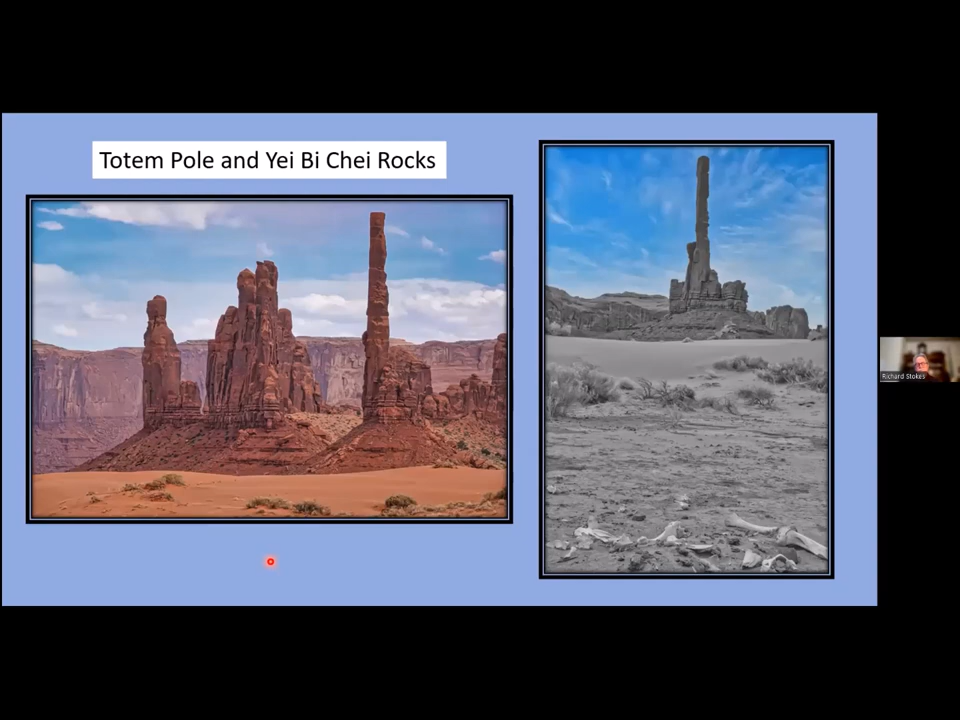 Totem Pole and Yei Bi Chei Rocks
Richard Stokes